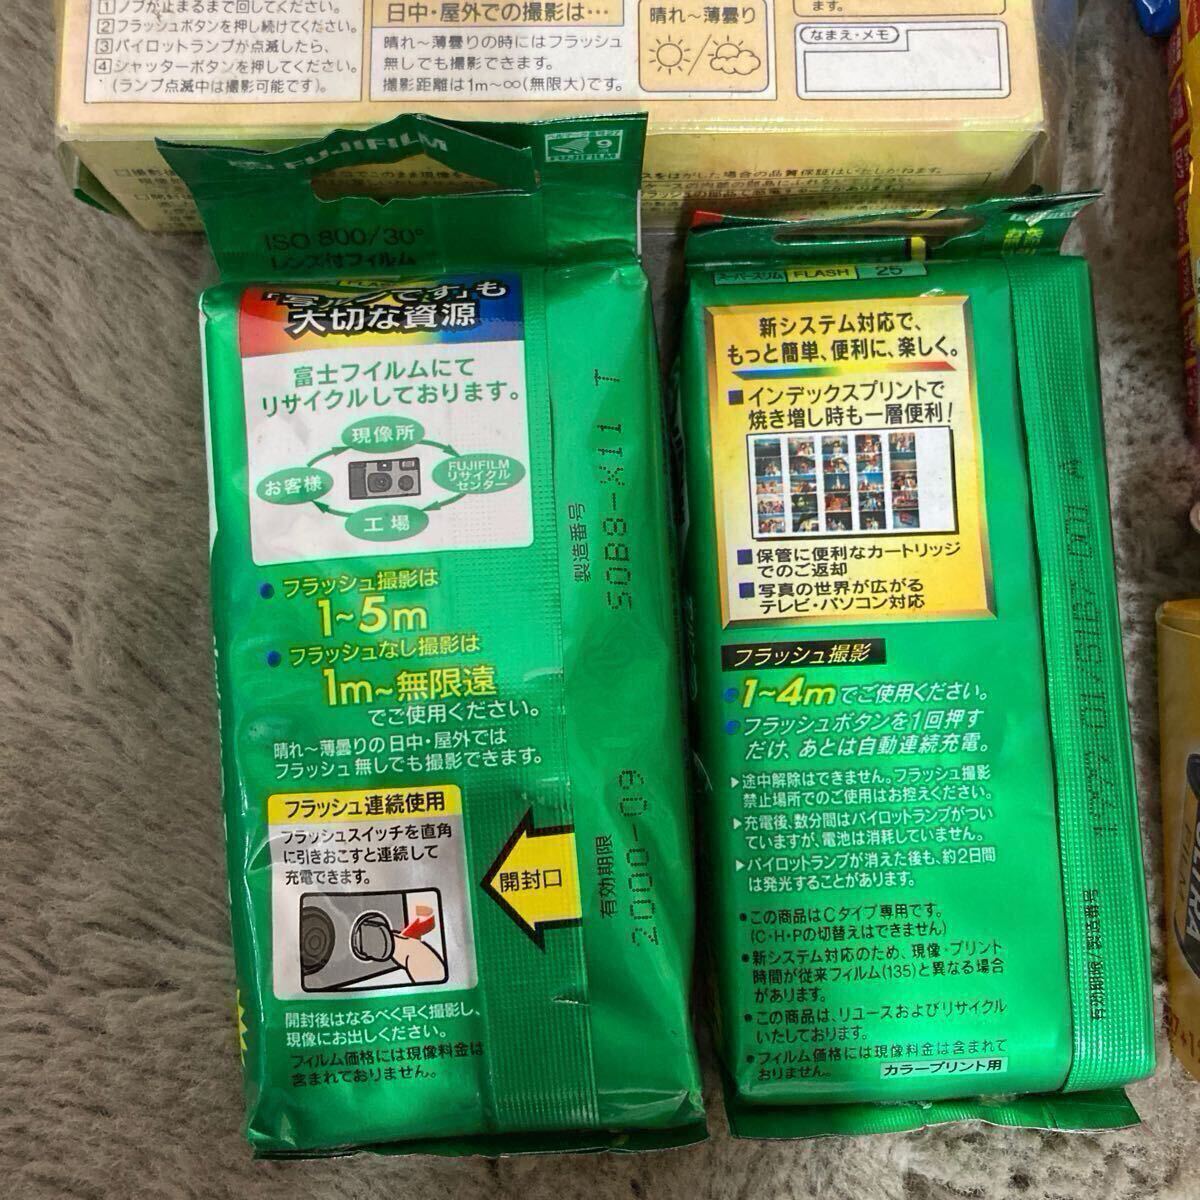 1 ノブが止まるまで回してください。
2 フラッシュボタンを押し続けてください。
3 パイロットランプが点滅したら、
4 シャッターボタンを押してください。
(ランプ点滅中は撮影可能です)。
日中・屋外での撮影は…
晴れ～薄曇りの時にはフラッシュ
無しでも撮影できます。
撮影距離は1m～∞(無限大)です。
晴れ～薄曇り
ます。
なまえ・メモ
FUJIFILM
9
FUJIFILM
ISO 800/30°
レンズ付フィルム
「写ルンです」も
大切な資源
富士フイルムにて
リサイクルしております。
現像所
お客様
FUJIFILM
リサイクル
センター
工場
フラッシュ撮影は
1~5m
フラッシュなし撮影は
1m~無限遠
でご使用ください。
晴れ～薄曇りの日中・屋外では
フラッシュ無しでも撮影できます。
フラッシュ連続使用
フラッシュスイッチを直角
に引きおこすと連続して
充電できます。
開封口
開封後はなるべく早く撮影し、
現像にお出しください。
フィルム価格には現像料金は
含まれておりません。
製造番号
有効期限
2000-09
スーパースリム
FLASH
25
新システム対応で、
もっと簡単、便利に、楽しく。
■インデックスプリントで
焼き増し時も一層便利!
■保管に便利なカートリッジ
でのご返却
■写真の世界が広がる
テレビ・パソコン対応
フラッシュ撮影
●1~4mでご使用ください。
●フラッシュボタンを1回押す
だけ、あとは自動連続充電。
▶途中解除はできません。フラッシュ撮影
禁止場所でのご使用はお控えください。
▶充電後、数分間はパイロットランプがつい
ていますが、電池は消耗していません。
▶パイロットランプが消えた後も、約2日間
は発光することがあります。
●この商品はCタイプ専用です。
(C・H・Pの切替えはできません)
●新システム対応のため、現像・プリント
時間が従来フィルム(135)と異なる場合
があります。
●この商品は、リユースおよびリサイクル
いたしております。
●フィルム価格には現像料金は含まれて
おりません。
カラープリント用
有効期限/製造番号